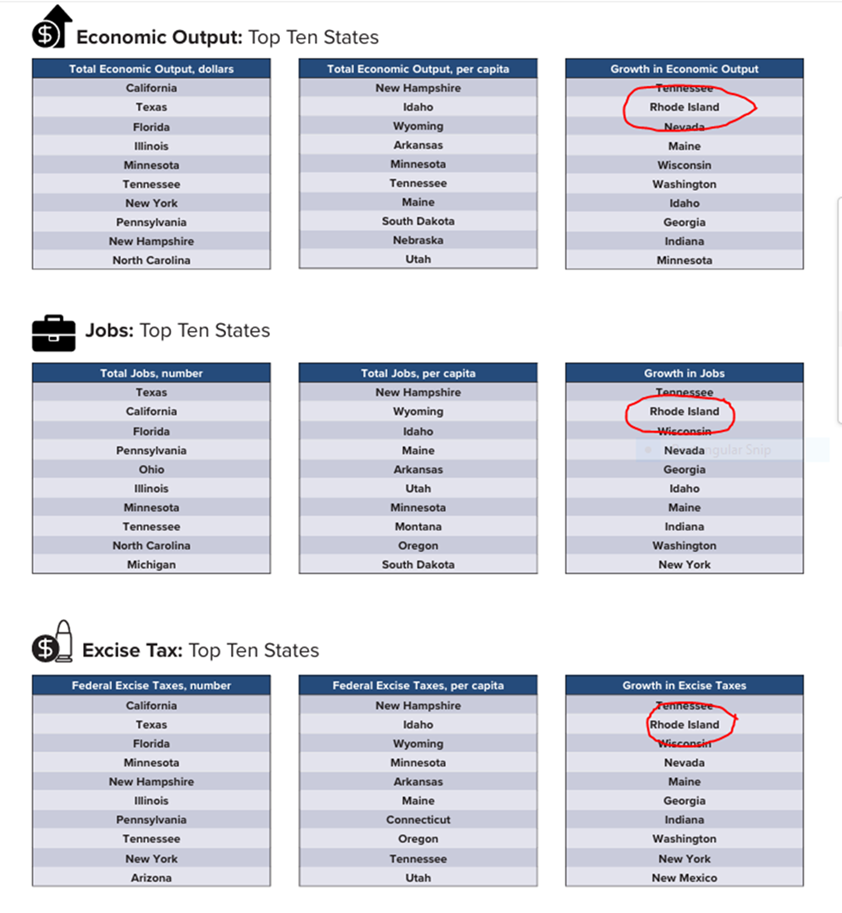 Economic Output: Top Ten States
Total Economic Output, dollars
California
Texas
Florida
Illinois
Minnesota
Tennessee
New York
Pennsylvania
New Hampshire
North Carolina
Total Economic Output, per capita
New Hampshire
Idaho
Wyoming
Arkansas
Minnesota
Tennessee
Maine
South Dakota
Nebraska
Utah
Growth in Economic Output
Tennessee
Rhode Island
Nevada
Maine
Wisconsin
Washington
Idaho
Georgia
Indiana
Minnesota
Jobs: Top Ten States
Total Jobs, number
Texas
California
Florida
Pennsylvania
Ohio
Illinois
Minnesota
Tennessee
North Carolina
Michigan
Total Jobs, per capita
New Hampshire
Wyoming
Idaho
Maine
Arkansas
Utah
Minnesota
Montana
Oregon
South Dakota
Growth in Jobs
Tennessee
Rhode Island
Wisconsin
Nevada
Georgia
Idaho
Maine
Indiana
Washington
New York
Snip
Excise Tax: Top Ten States
Federal Excise Taxes, number
California
Texas
Florida
Minnesota
New Hampshire
Illinois
Pennsylvania
Tennessee
New York
Arizona
Federal Excise Taxes, per capita
New Hampshire
Idaho
Wyoming
Minnesota
Arkansas
Maine
Connecticut
Oregon
Tennessee
Utah
Growth in Excise Taxes
Tennessee
Rhode Island
Wisconsin
Nevada
Maine
Georgia
Indiana
Washington
New York
New Mexico